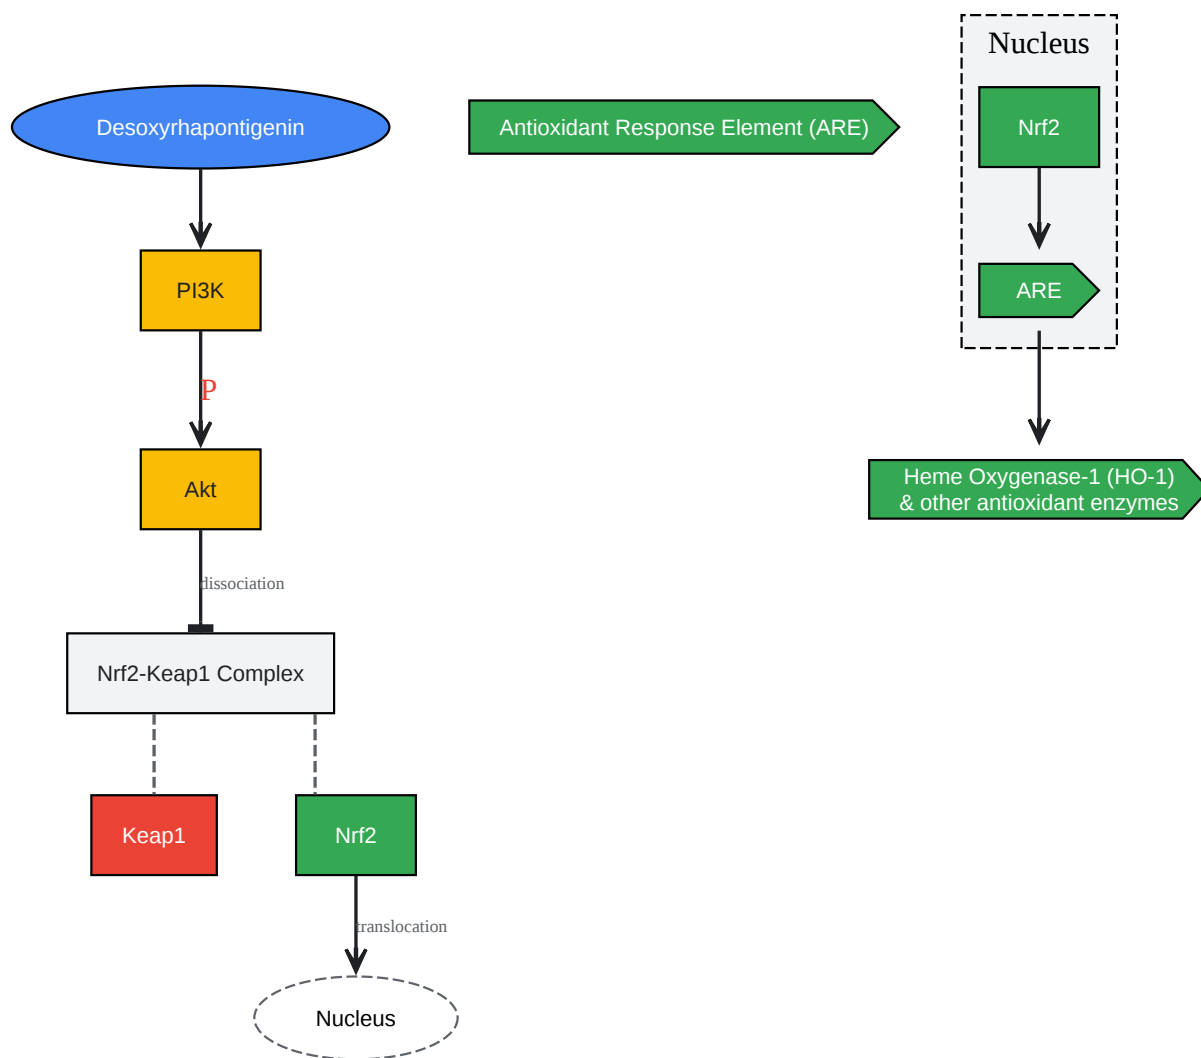 Nucleus
Desoxyrhapontigenin
Antioxidant Response Element (ARE)
Nrf2
PI3K
ARE
P
Akt
Heme Oxygenase-1 (HO-1)
& other antioxidant enzymes
dissociation
Nrf2-Keap1 Complex
Keap1
Nrf2
translocation
Nucleus